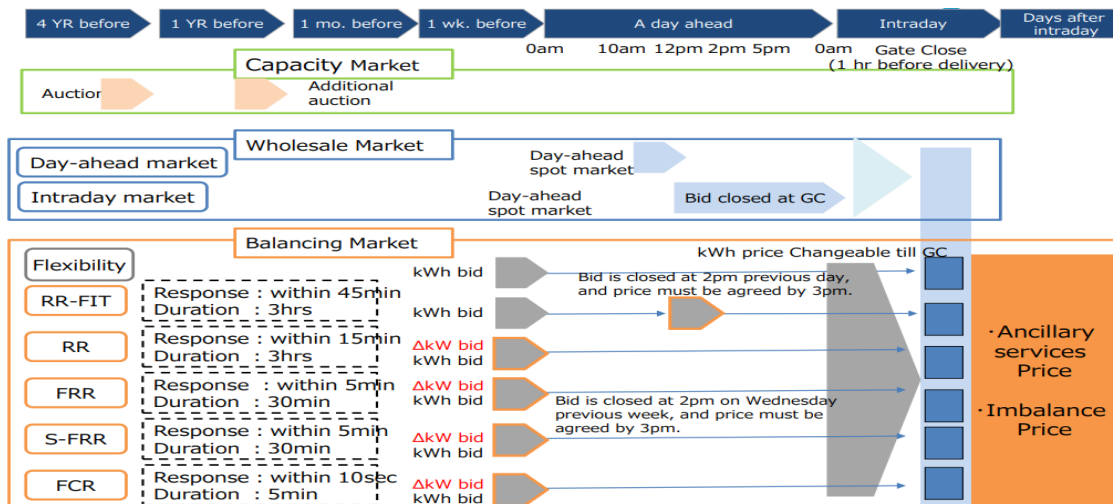 4 YR before
1 YR before
1 mo. before
1 wk. before
A day ahead
Intraday
Days after
intraday
0am 10am 12pm 2pm 5pm 0am
Gate Close
(1 hr before delivery)
Capacity Market
Auction
Additional
auction
Wholesale Market
Day-ahead market
Day-ahead
spot market
Intraday market
Day-ahead
spot market
Bid closed at GC
Balancing Market
kWh price Changeable till GC
Flexibility
kWh bid
Bid is closed at 2pm previous day,
and price must be agreed by 3pm.
RR-FIT
Response : within 45min
Duration : 3hrs
kWh bid
RR
Response : within 15min
Duration : 3hrs
ΔkW bid
kWh bid
FRR
Response : within 5min
Duration : 30min
ΔkW bid
kWh bid
Bid is closed at 2pm on Wednesday
previous week, and price must be
agreed by 3pm.
S-FRR
Response : within 5min
Duration : 30min
ΔkW bid
kWh bid
FCR
Response : within 10sec
Duration : 5min
ΔkW bid
kWh bid
・Ancillary
services
Price
・Imbalance
Price